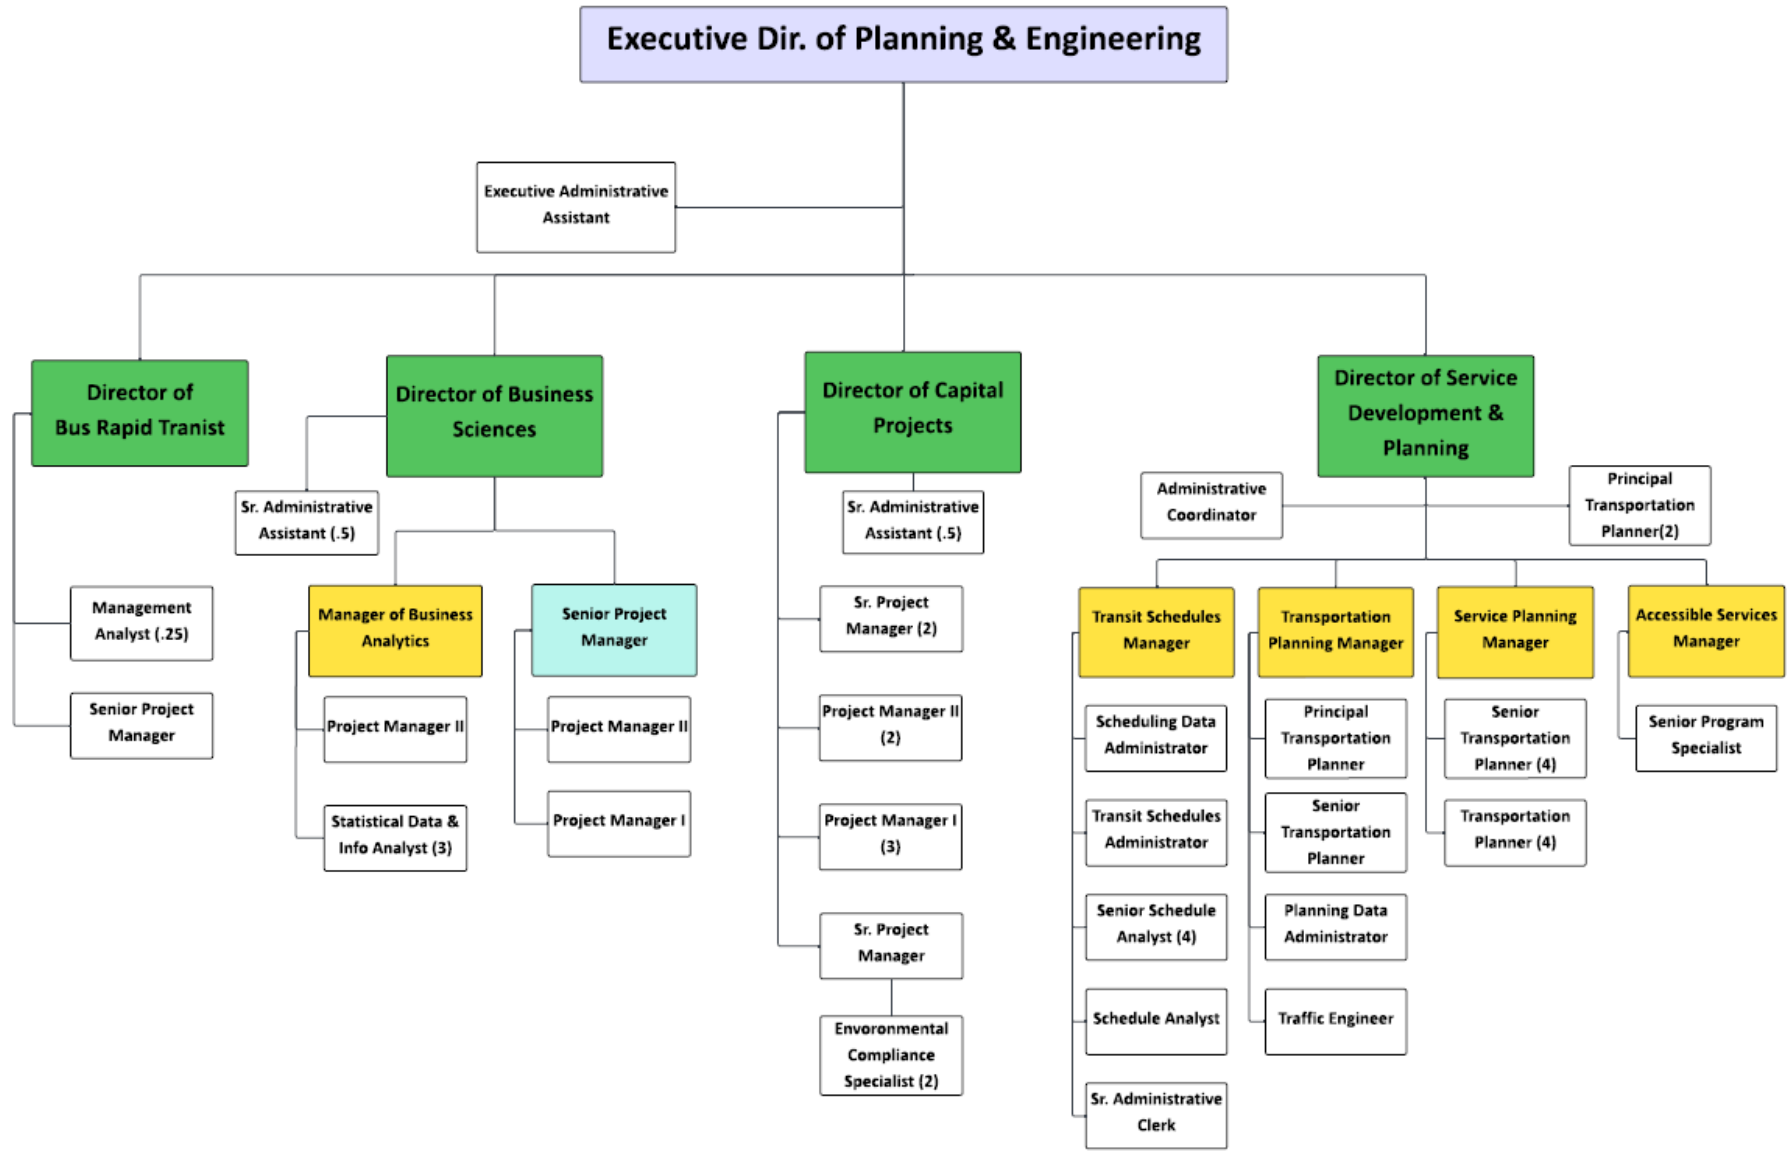 Executive Dir. of Planning & Engineering
Executive Administrative
Assistant
Director of
Bus Rapid Tranist
Management
Analyst (.25)
Senior Project
Manager
Director of Business
Sciences
Sr. Administrative
Assistant (.5)
Manager of Business
Analytics
Project Manager II
Statistical Data &
Info Analyst (3)
Senior Project
Manager
Project Manager II
Project Manager I
Director of Capital
Projects
Sr. Administrative
Assistant (.5)
Sr. Project
Manager (2)
Project Manager II
(2)
Project Manager I
(3)
Sr. Project
Manager
Envoronmental
Compliance
Specialist (2)
Director of Service
Development &
Planning
Administrative
Coordinator
Principal
Transportation
Planner(2)
Transit Schedules
Manager
Scheduling Data
Administrator
Transit Schedules
Administrator
Senior Schedule
Analyst (4)
Schedule Analyst
Sr. Administrative
Clerk
Transportation
Planning Manager
Principal
Transportation
Planner
Senior
Transportation
Planner
Planning Data
Administrator
Traffic Engineer
Service Planning
Manager
Senior
Transportation
Planner (4)
Transportation
Planner (4)
Accessible Services
Manager
Senior Program
Specialist